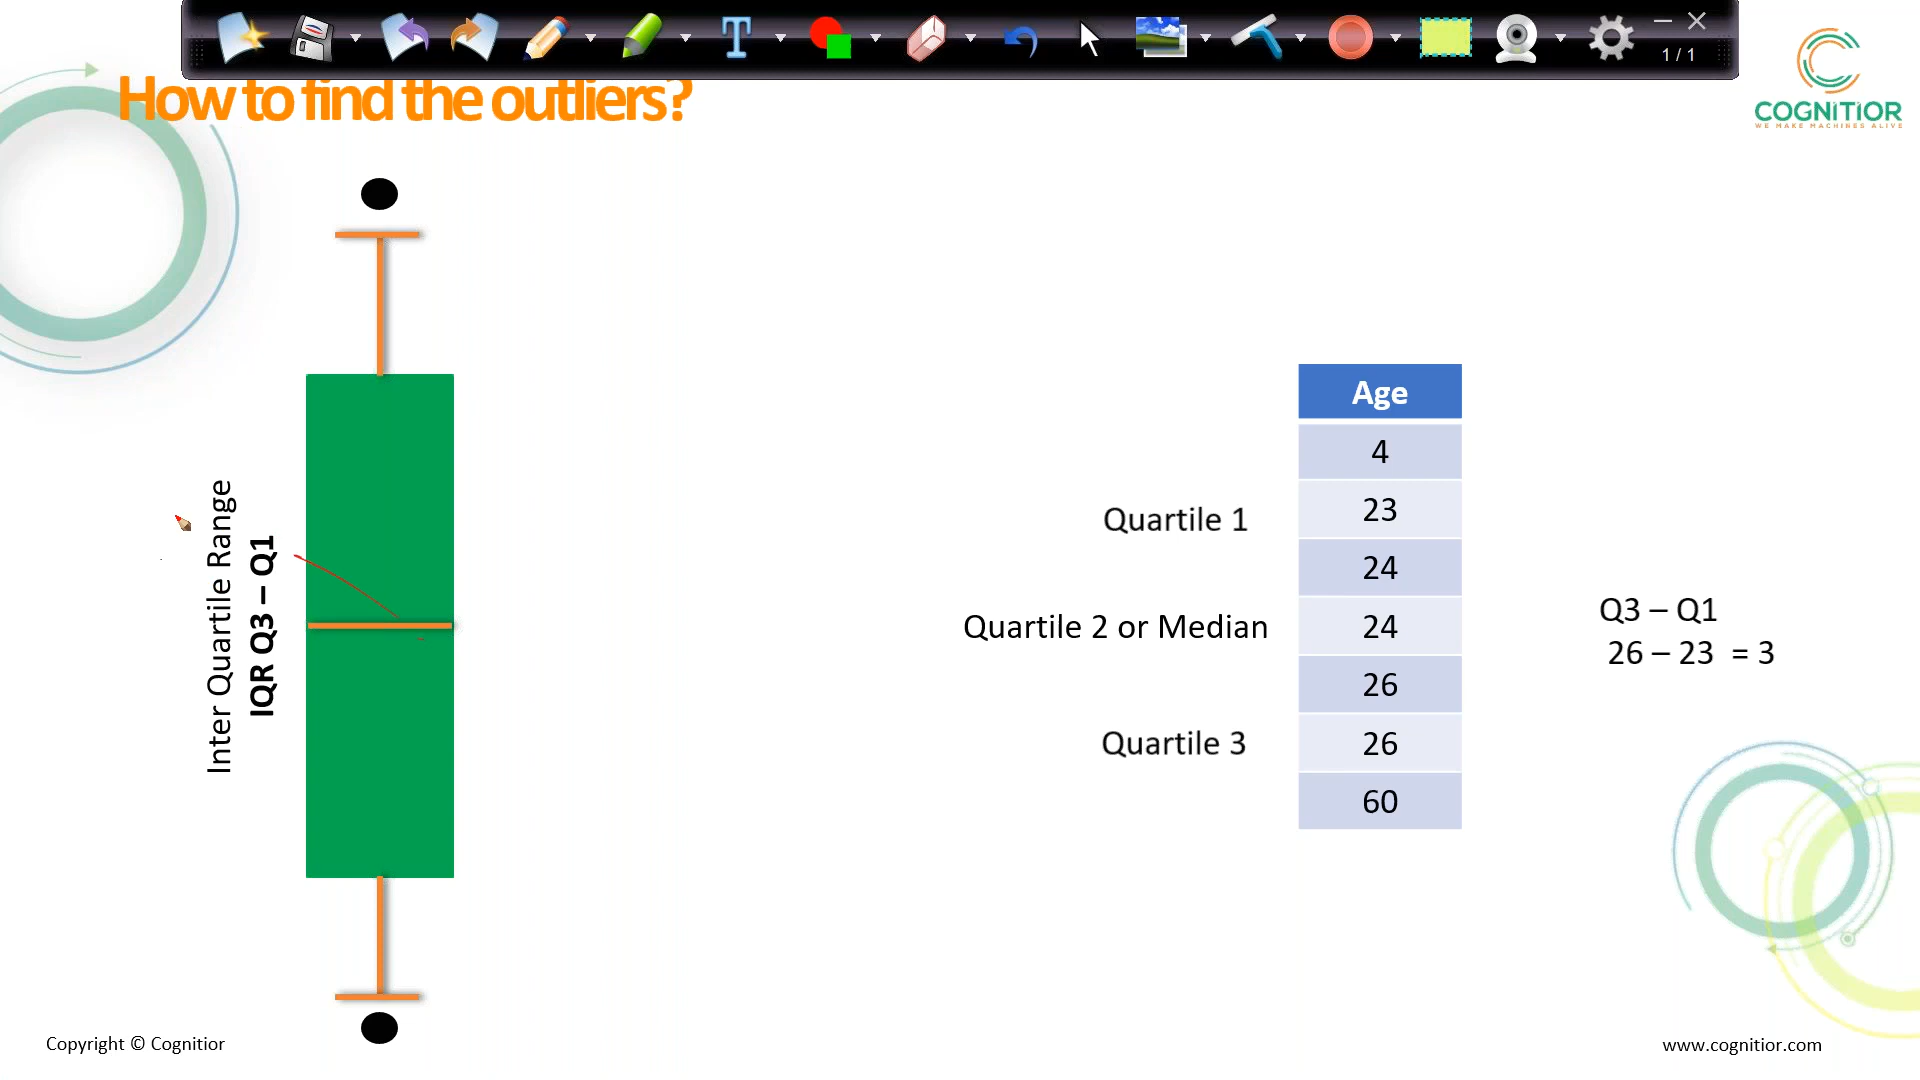 1 / 1
How to find the outliers?
COGNITIOR
WE MAKE MACHINES ALIVE
Inter Quartile Range
IQR Q3 – Q1
Age
4
Quartile 1
23
24
Quartile 2 or Median
24
26
Quartile 3
26
60
Q3 – Q1
26 – 23 = 3
Copyright © Cognitior
www.cognitior.com